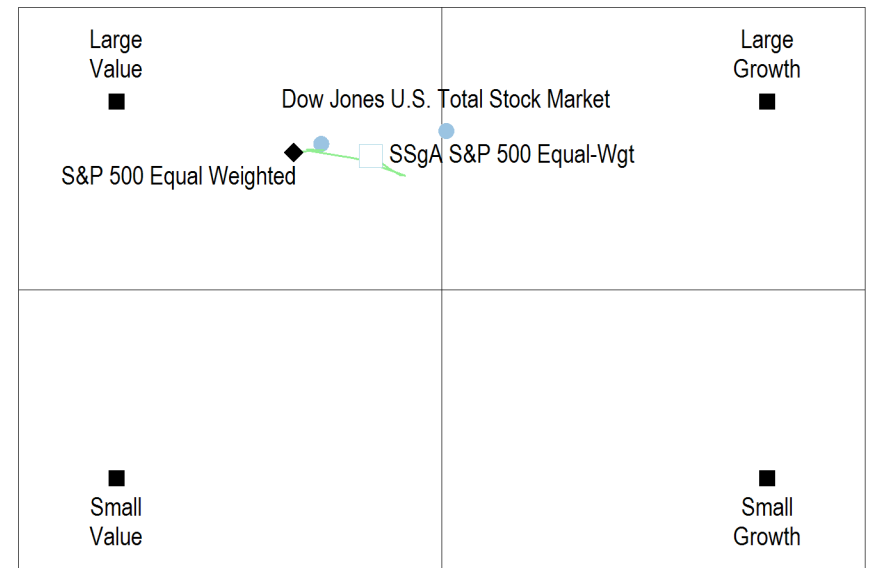 Large
Value
Large
Growth
Dow Jones U.S. Total Stock Market
SSgA S&P 500 Equal-Wgt
S&P 500 Equal Weighted
Small
Value
Small
Growth